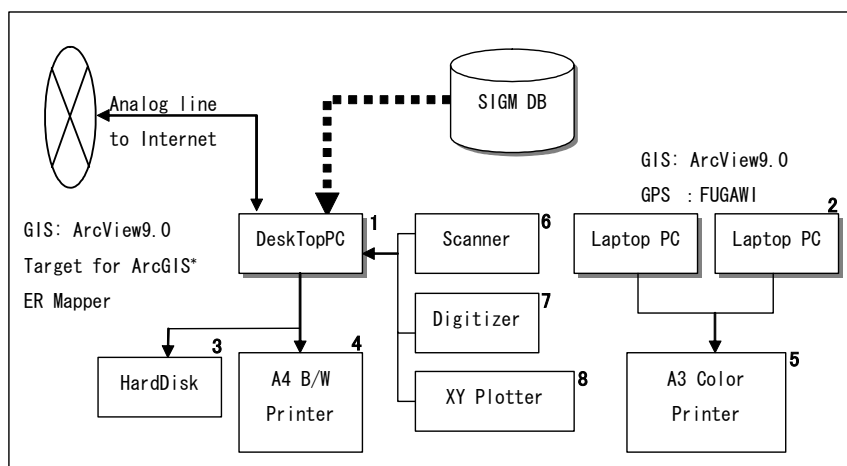 Analog line
to Internet
SIGM DB
GIS: ArcView9.0
GPS : FUGAWI
GIS: ArcView9.0
Target for ArcGIS*
ER Mapper
1
DeskTopPC
6
Scanner
Laptop PC
2
Laptop PC
7
Digitizer
3
HardDisk
4
A4 B/W
Printer
8
XY Plotter
5
A3 Color
Printer